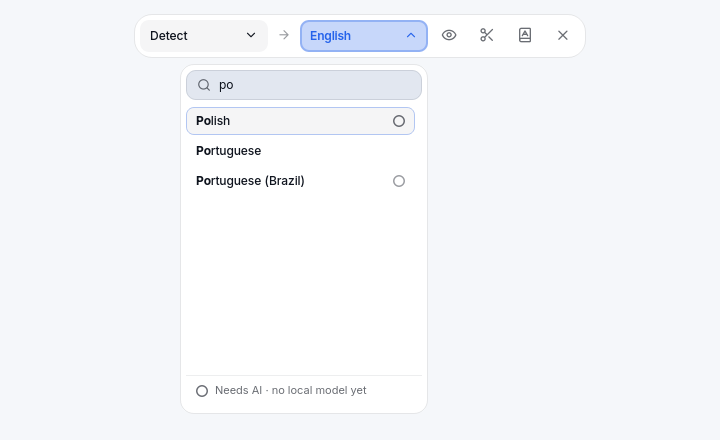 Detect
English
po
Polish
Portuguese
Portuguese (Brazil)
Needs AI · no local model yet